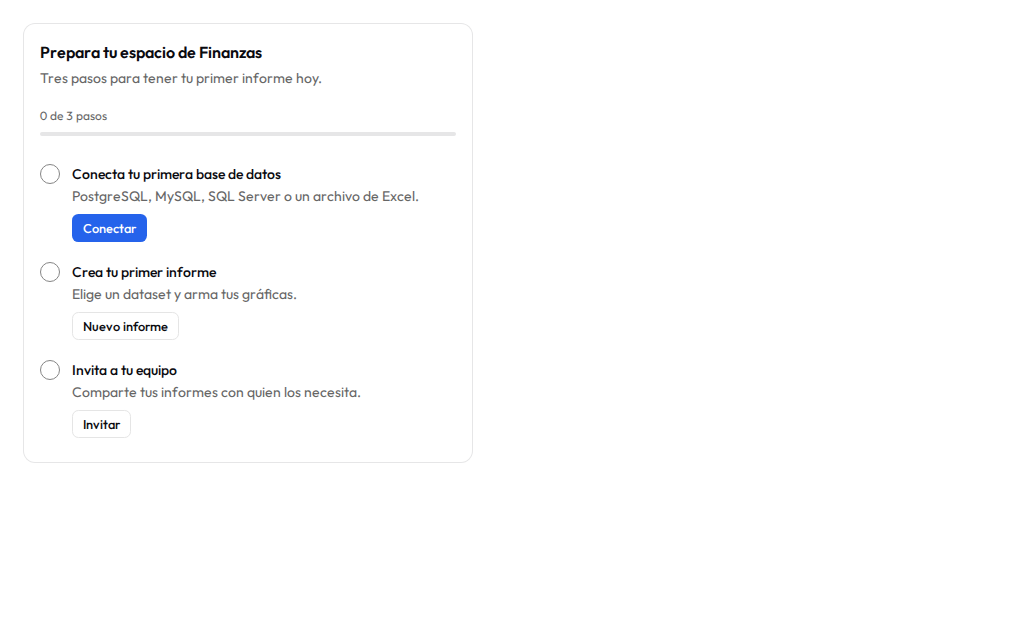 Prepara tu espacio de Finanzas
Tres pasos para tener tu primer informe hoy.
0 de 3 pasos
Conecta tu primera base de datos
PostgreSQL, MySQL, SQL Server o un archivo de Excel.
Conectar
Crea tu primer informe
Elige un dataset y arma tus gráficas.
Nuevo informe
Invita a tu equipo
Comparte tus informes con quien los necesita.
Invitar